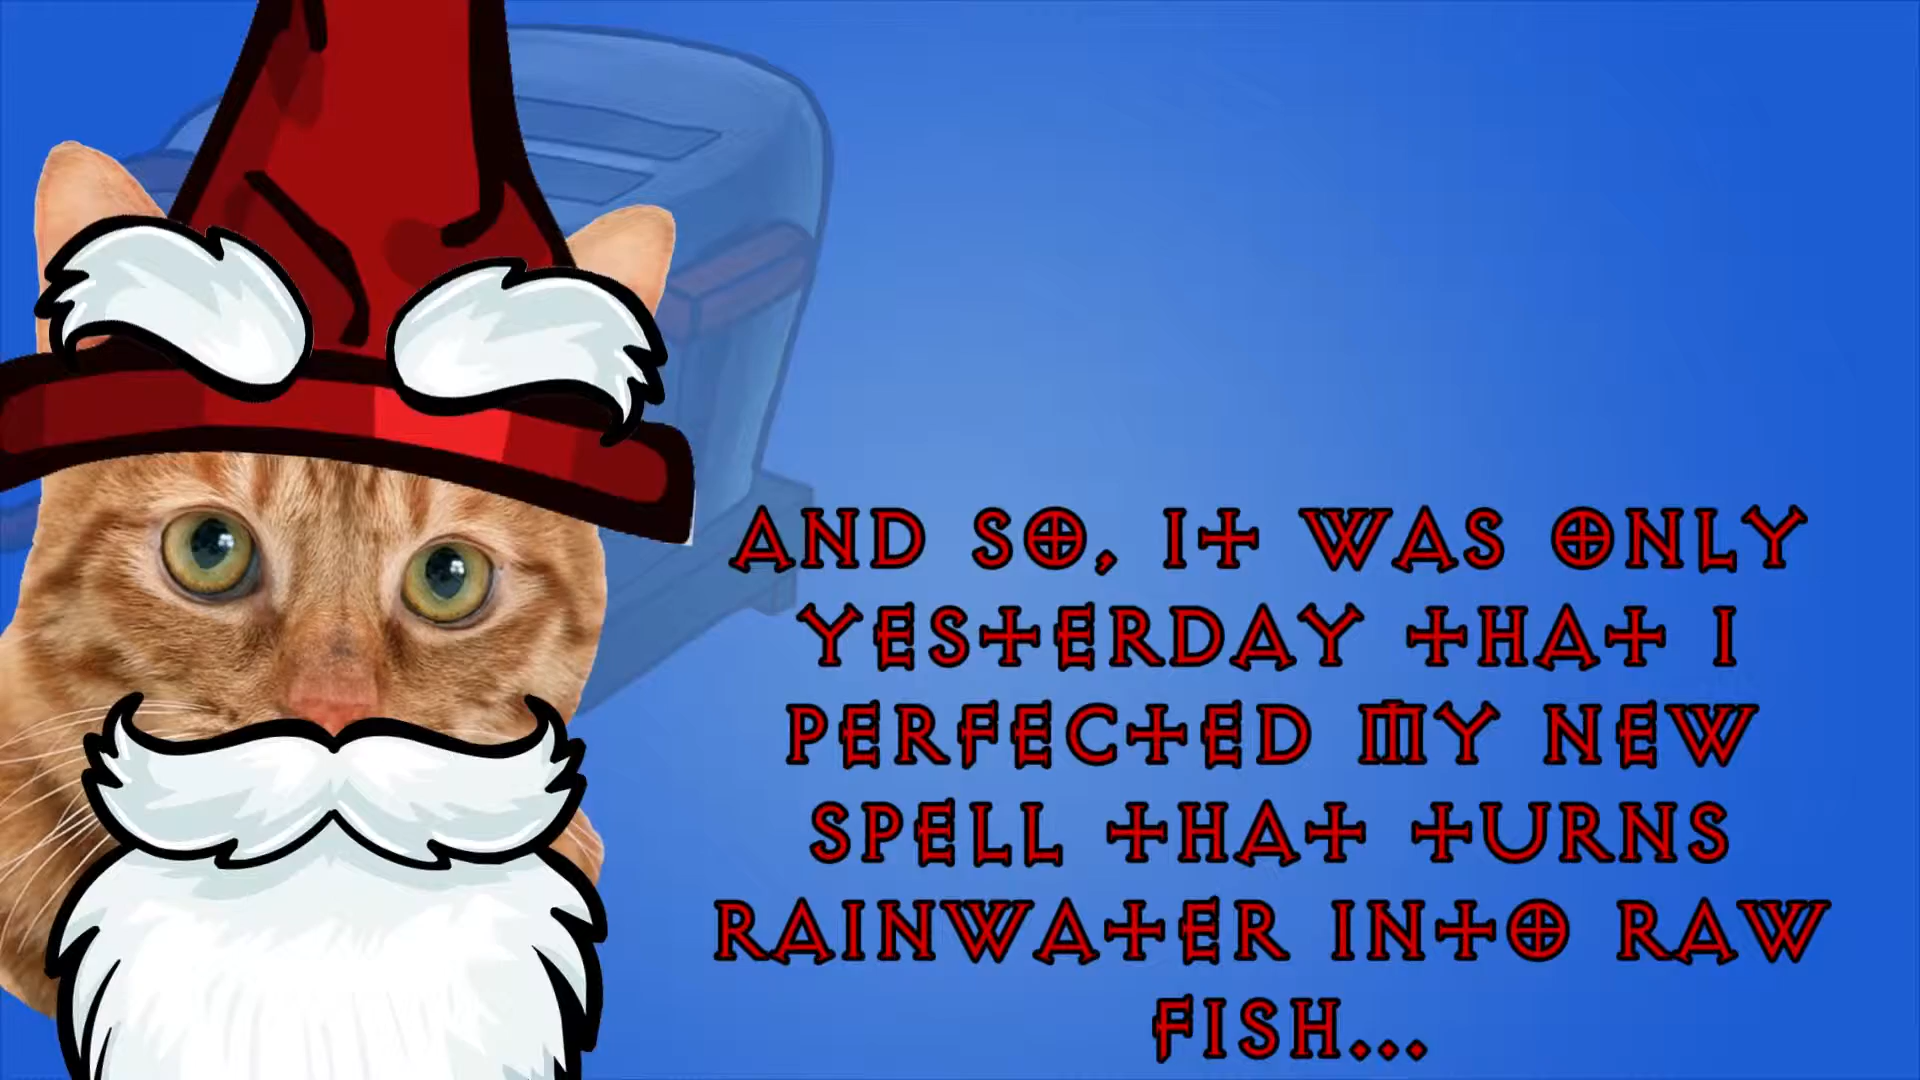 AND SO, IT WAS ONLY
YESTERDAY THAT I
PERFECTED MY NEW
SPELL THAT TURNS
RAINWATER INTO RAW
FISH...